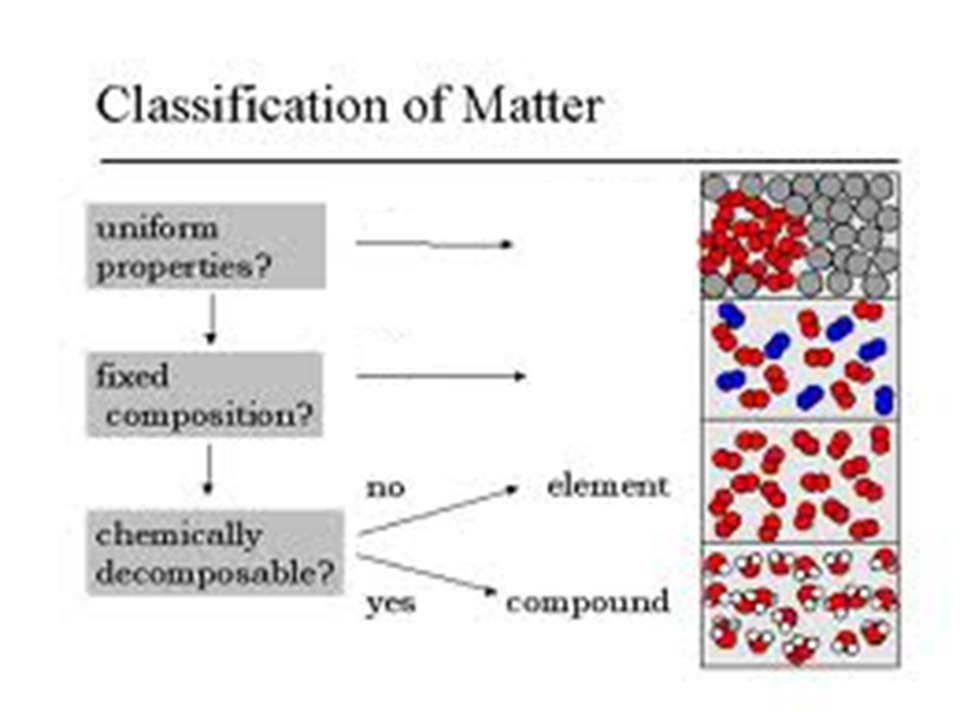 Classification of Matter
uniform
properties?
fixed
composition?
no
element
chemically
decomposable?
yes
compound